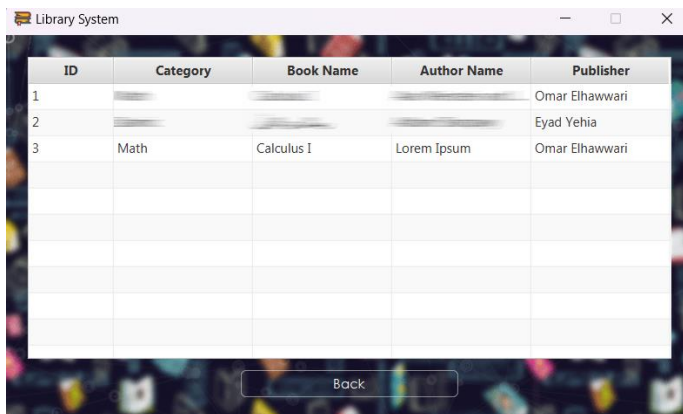 Library System
ID Category Book Name Author Name Publisher
1 Omar Elhawwari
2 Eyad Yehia
3 Math Calculus I Lorem Ipsum Omar Elhawwari
Back